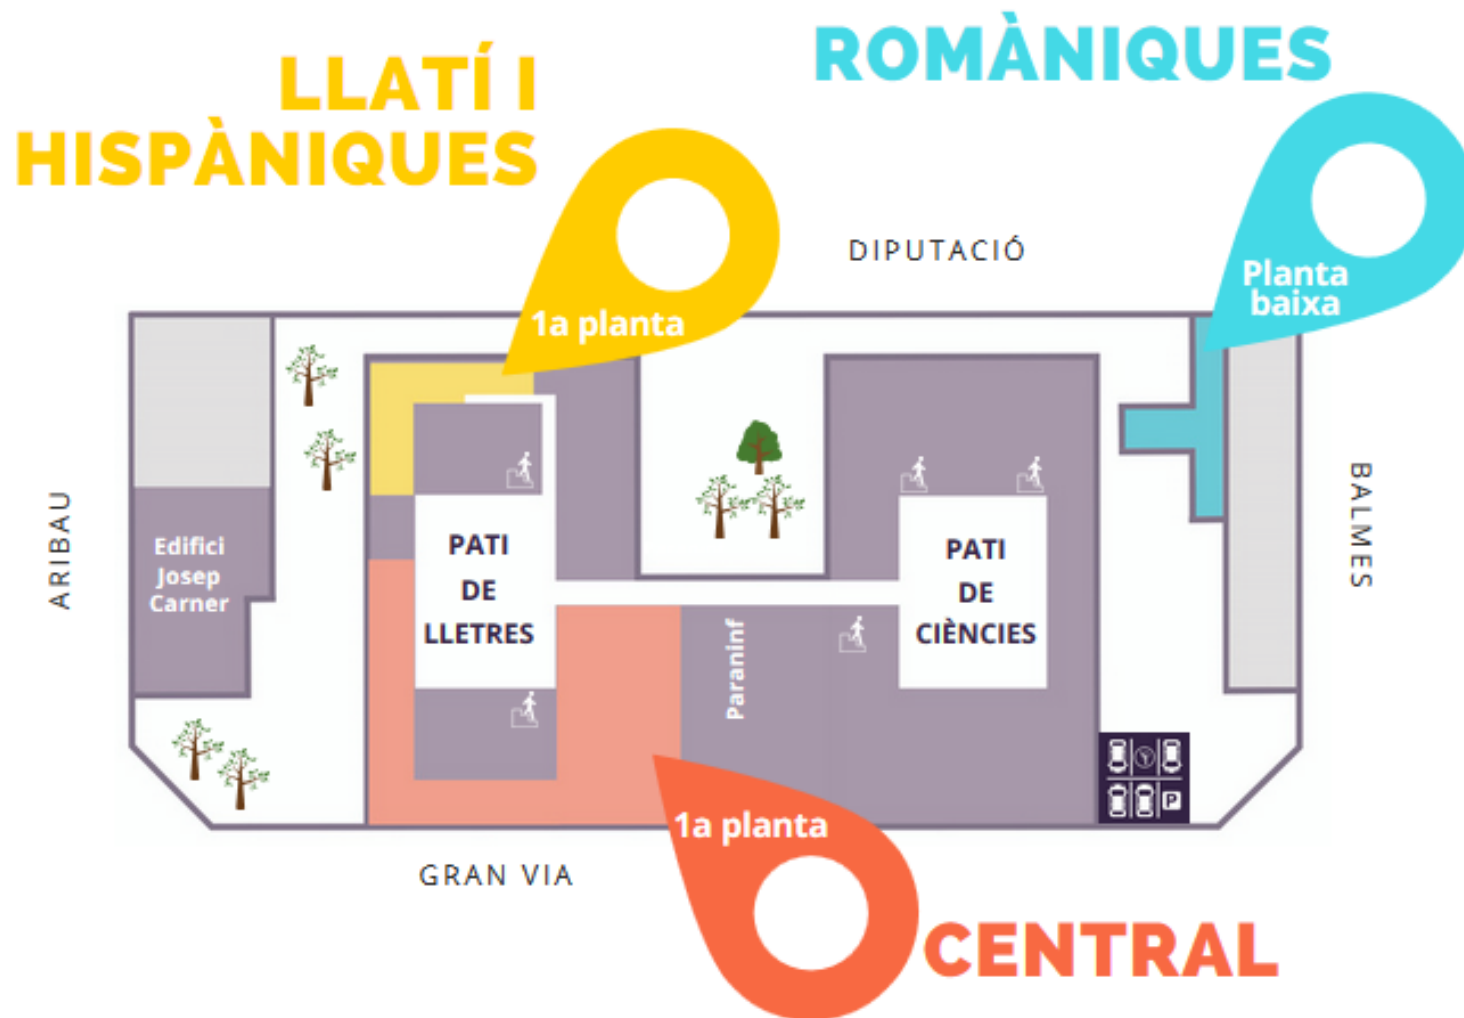 LLATÍ I
HISPÀNIQUES
ROMÀNIQUES
DIPUTACIÓ
1a planta
Planta
baixa
ARIBAU
Edifici
Josep
Carner
PATI
DE
LLETRES
Paraninf
PATI
DE
CIÈNCIES
BALMES
P
1a planta
GRAN VIA
CENTRAL